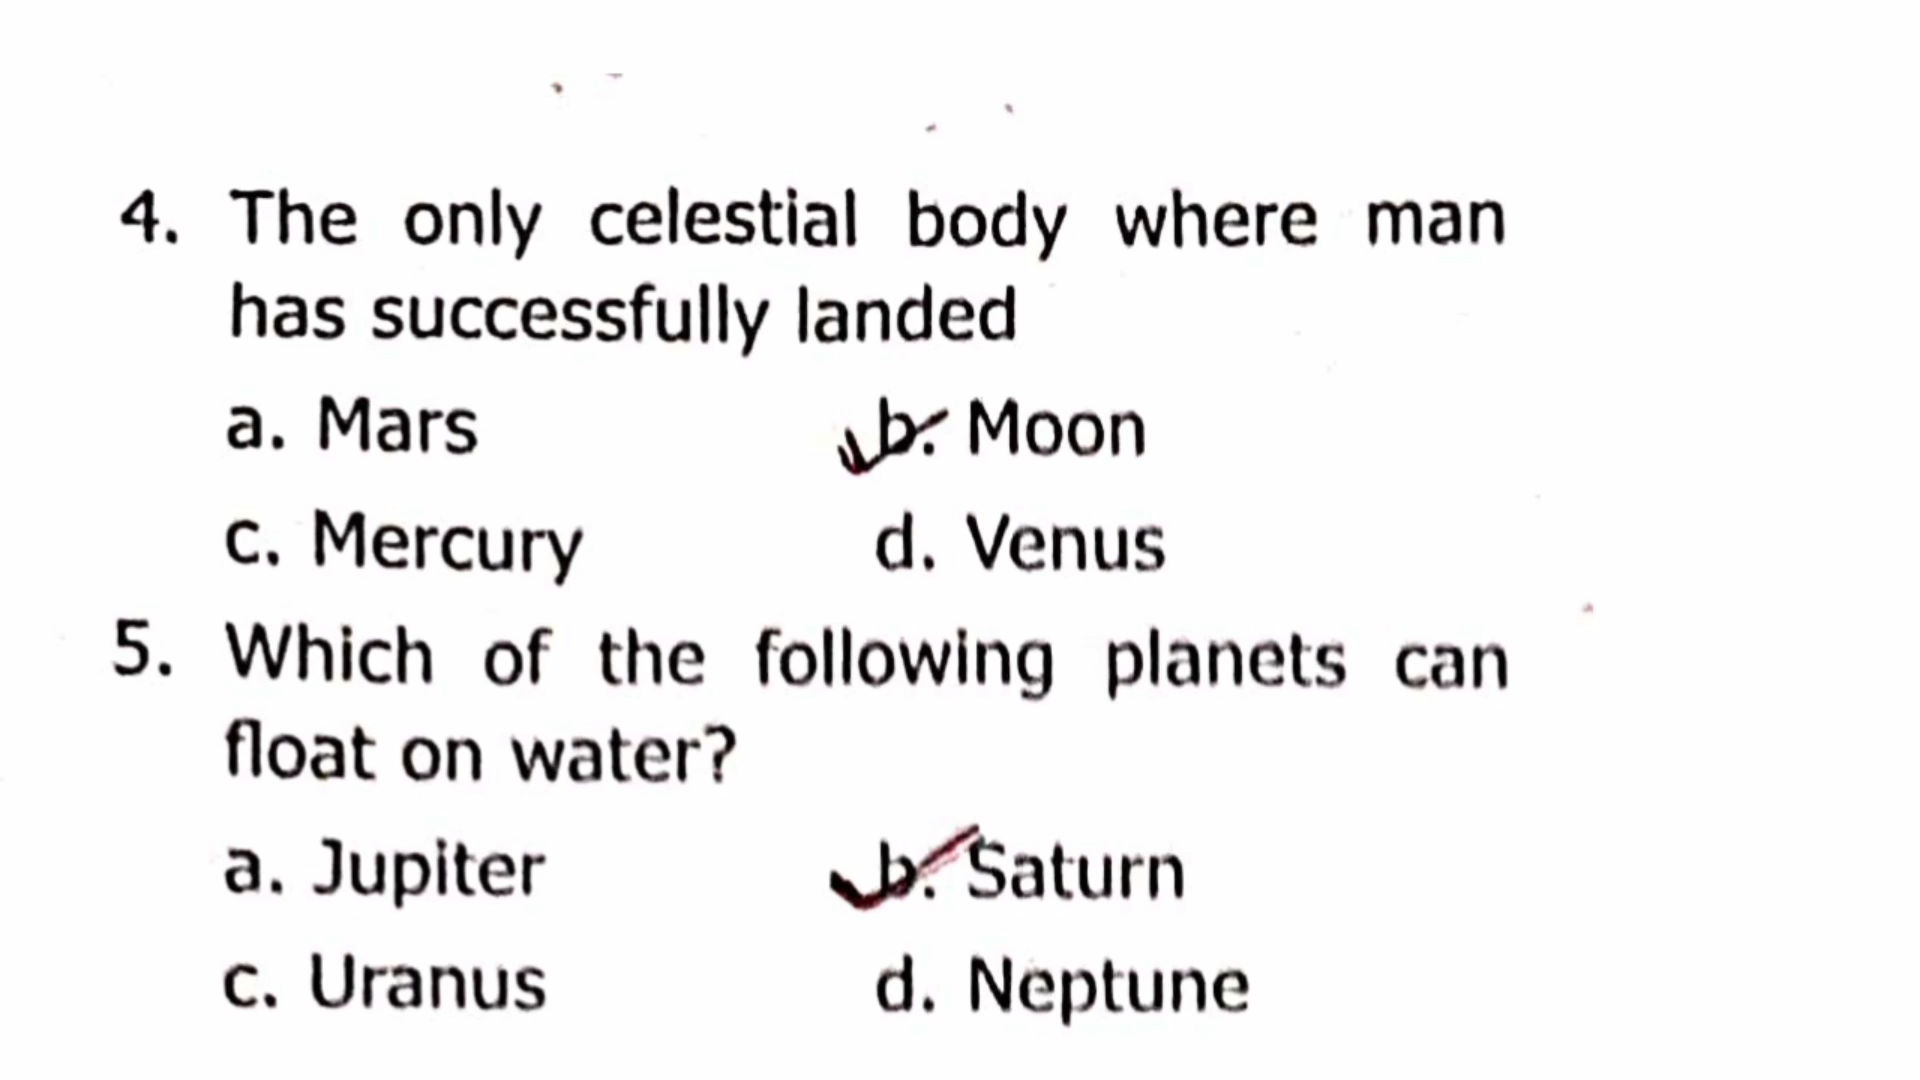 4. The only celestial body where man
has successfully landed
a. Mars b. Moon
c. Mercury d. Venus
5. Which of the following planets can
float on water?
a. Jupiter b. Saturn
c. Uranus d. Neptune